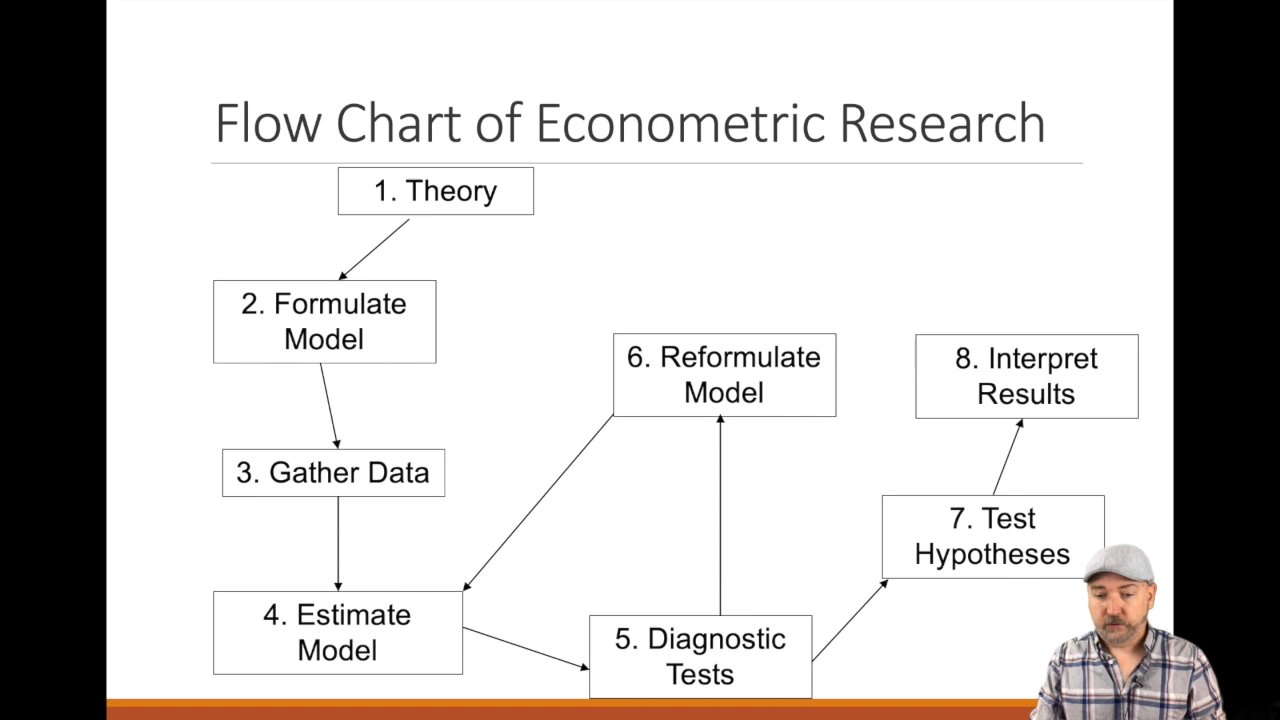 Flow Chart of Econometric Research
1. Theory
2. Formulate
Model
3. Gather Data
4. Estimate
Model
5. Diagnostic
Tests
6. Reformulate
Model
7. Test
Hypotheses
8. Interpret
Results